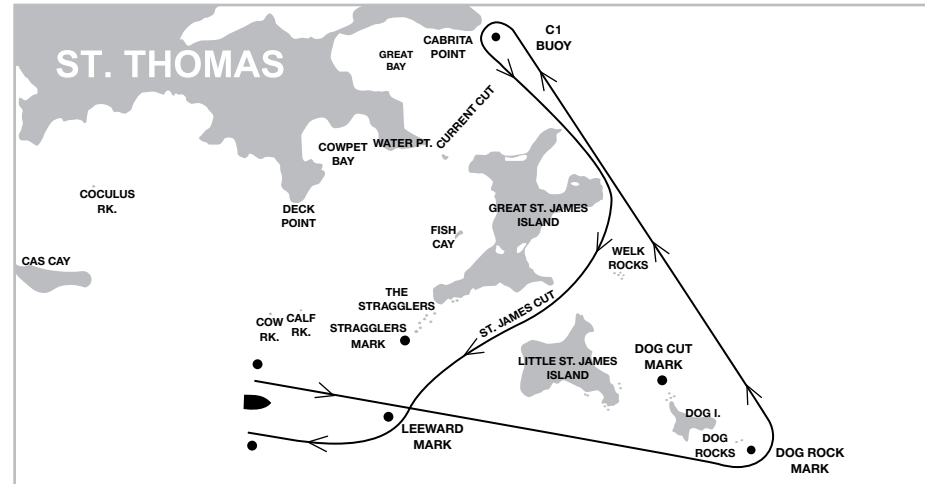 ST. THOMAS
C1
BUOY
CABRITA
POINT
GREAT
BAY
CURRENT CUT
COWPET
BAY
WATER PT.
COCULUS
RK.
DECK
POINT
GREAT ST. JAMES
ISLAND
FISH
CAY
WELK
ROCKS
CAS CAY
THE
STRAGGLERS
ST. JAMES CUT
COW
RK.
CALF
RK.
STRAGGLERS
MARK
LITTLE ST. JAMES
ISLAND
DOG CUT
MARK
DOG I.
LEEWARD
MARK
DOG
ROCKS
DOG ROCK
MARK